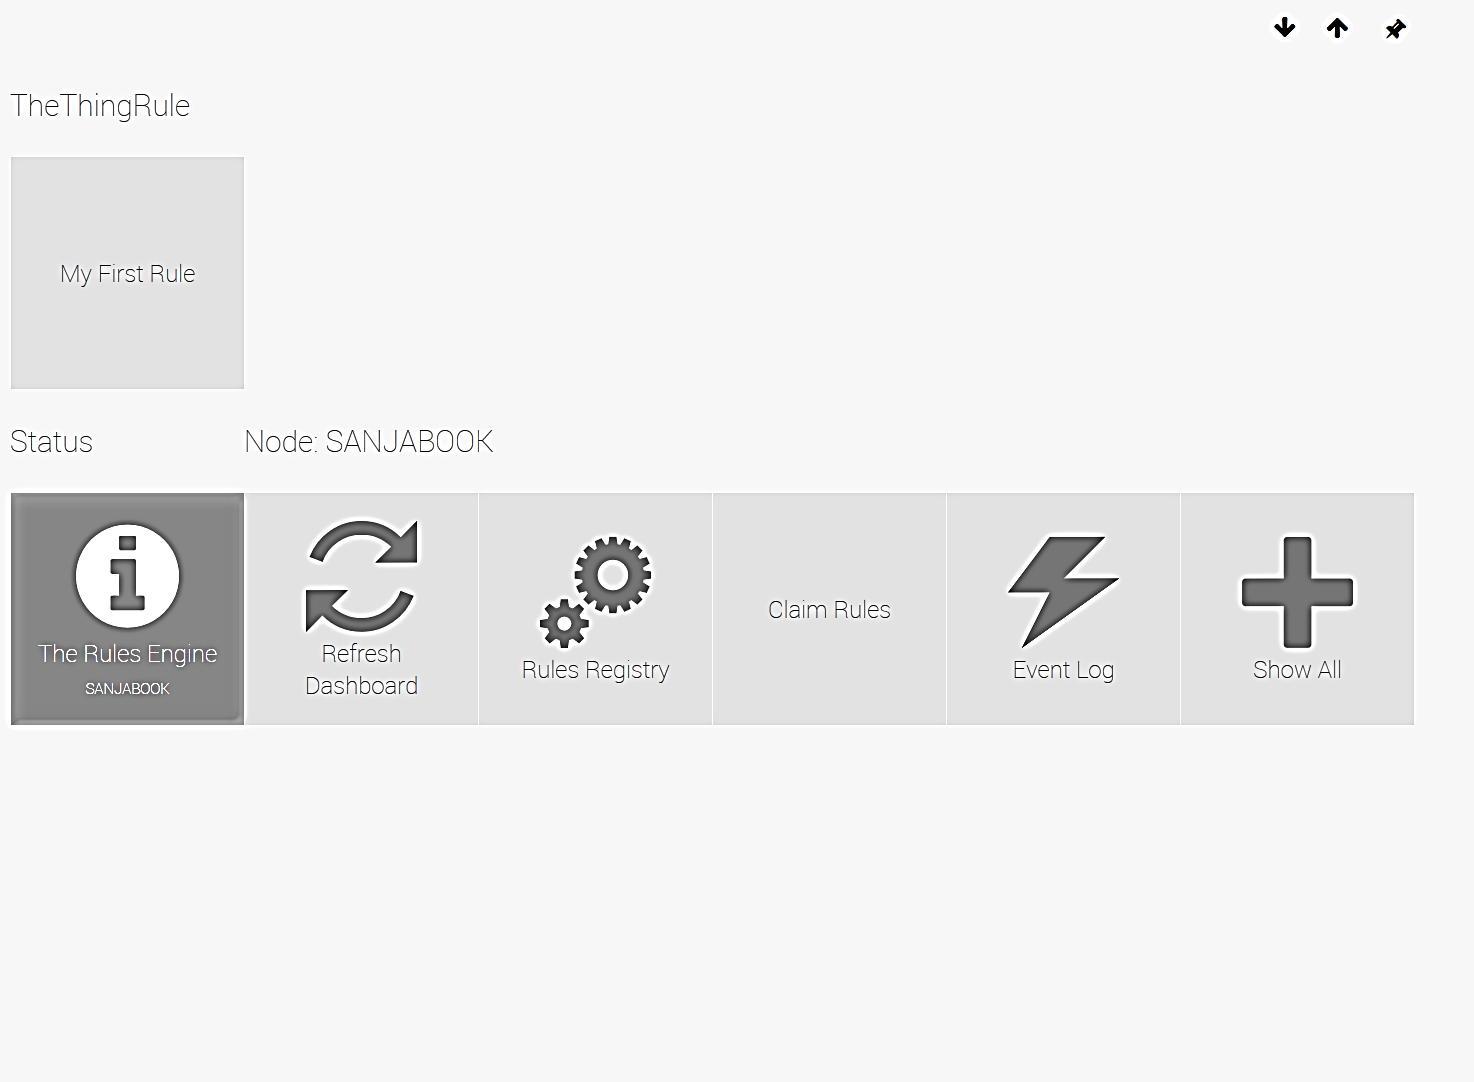 TheThingRule
My First Rule
Status
Node: SANJABOOK
The Rules Engine
SANJABOOK
Refresh
Dashboard
Rules Registry
Claim Rules
Event Log
Show All